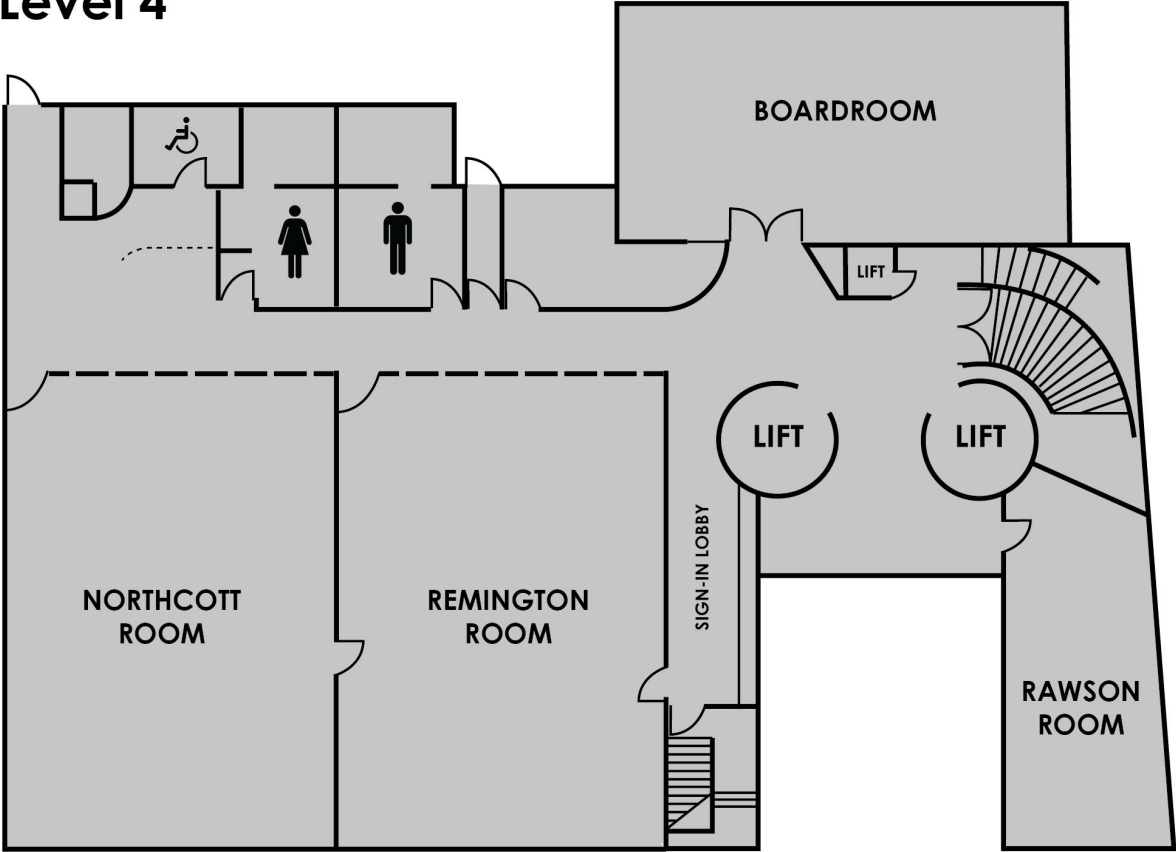 Level 4
BOARDROOM
LIFT
LIFT
LIFT
SIGN-IN LOBBY
NORTHCOTT
ROOM
REMINGTON
ROOM
RAWSON
ROOM